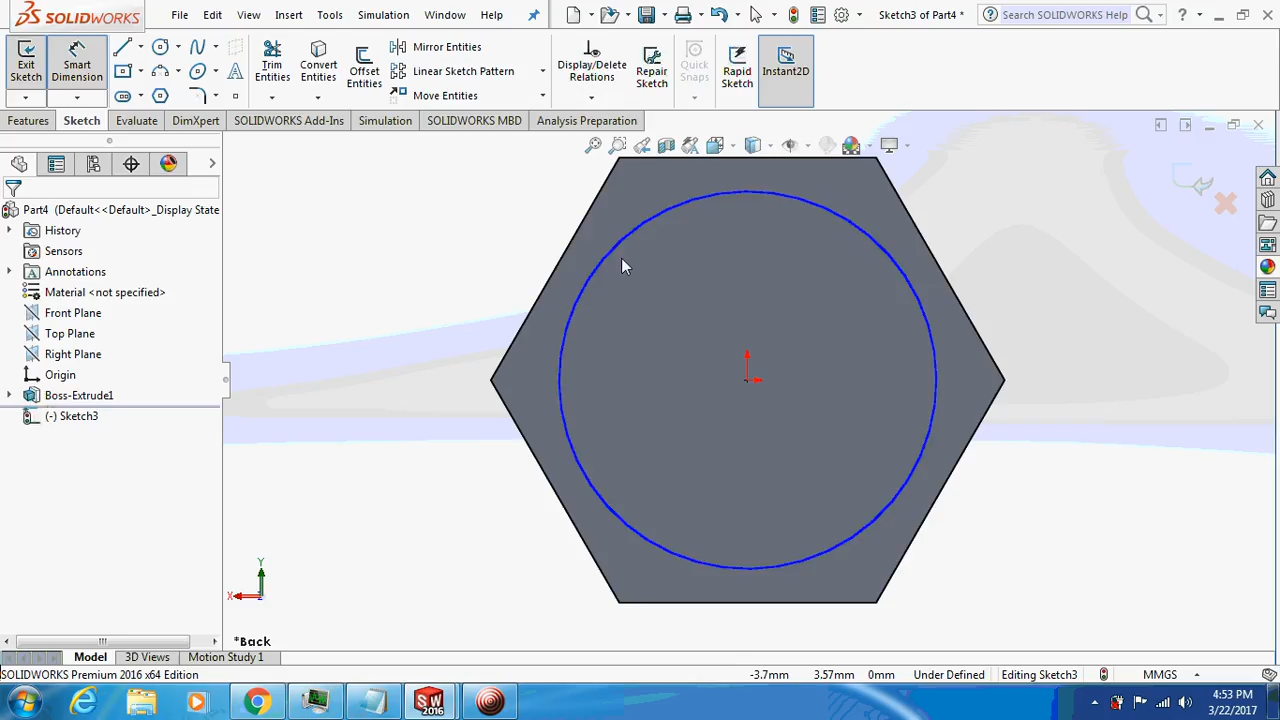 SOLIDWORKS File Edit View Insert Tools Simulation Window Help Sketch3 of Part4 * Search SOLIDWORKS Help
Exit Sketch Smart Dimension Trim Entities Convert Entities Offset Entities Mirror Entities Linear Sketch Pattern Move Entities Display/Delete Relations Repair Sketch Quick Snaps Rapid Sketch Instant2D
Features Sketch Evaluate DimXpert SOLIDWORKS Add-Ins Simulation SOLIDWORKS MBD Analysis Preparation
Part4 (Default<<Default>_Display State
History
Sensors
Annotations
Material <not specified>
Front Plane
Top Plane
Right Plane
Origin
Boss-Extrude1
(-) Sketch3
Y
X
*Back
Model 3D Views Motion Study 1
SOLIDWORKS Premium 2016 x64 Edition -3.7mm 3.57mm 0mm Under Defined Editing Sketch3 MMGS
SW 2016
4:53 PM
3/22/2017